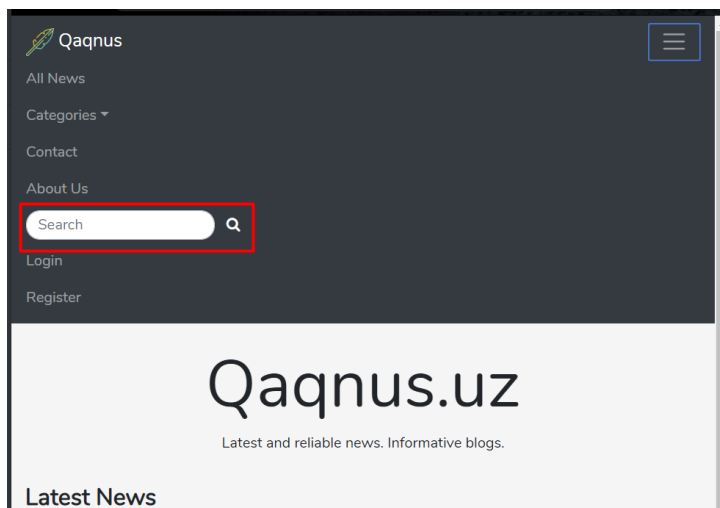 Qaqnus
All News
Categories
Contact
About Us
Search
Login
Register
Qaqnus.uz
Latest and reliable news. Informative blogs.
Latest News